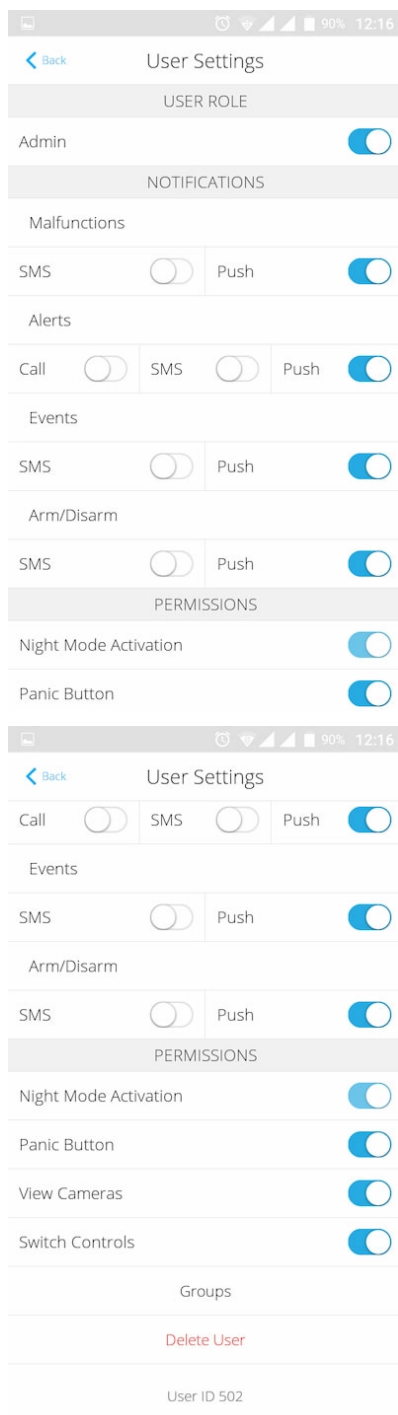 90% 12:16
Back User Settings
USER ROLE
Admin
NOTIFICATIONS
Malfunctions
SMS Push
Alerts
Call SMS Push
Events
SMS Push
Arm/Disarm
SMS Push
PERMISSIONS
Night Mode Activation
Panic Button
90% 12:16
Back User Settings
Call SMS Push
Events
SMS Push
Arm/Disarm
SMS Push
PERMISSIONS
Night Mode Activation
Panic Button
View Cameras
Switch Controls
Groups
Delete User
User ID 502